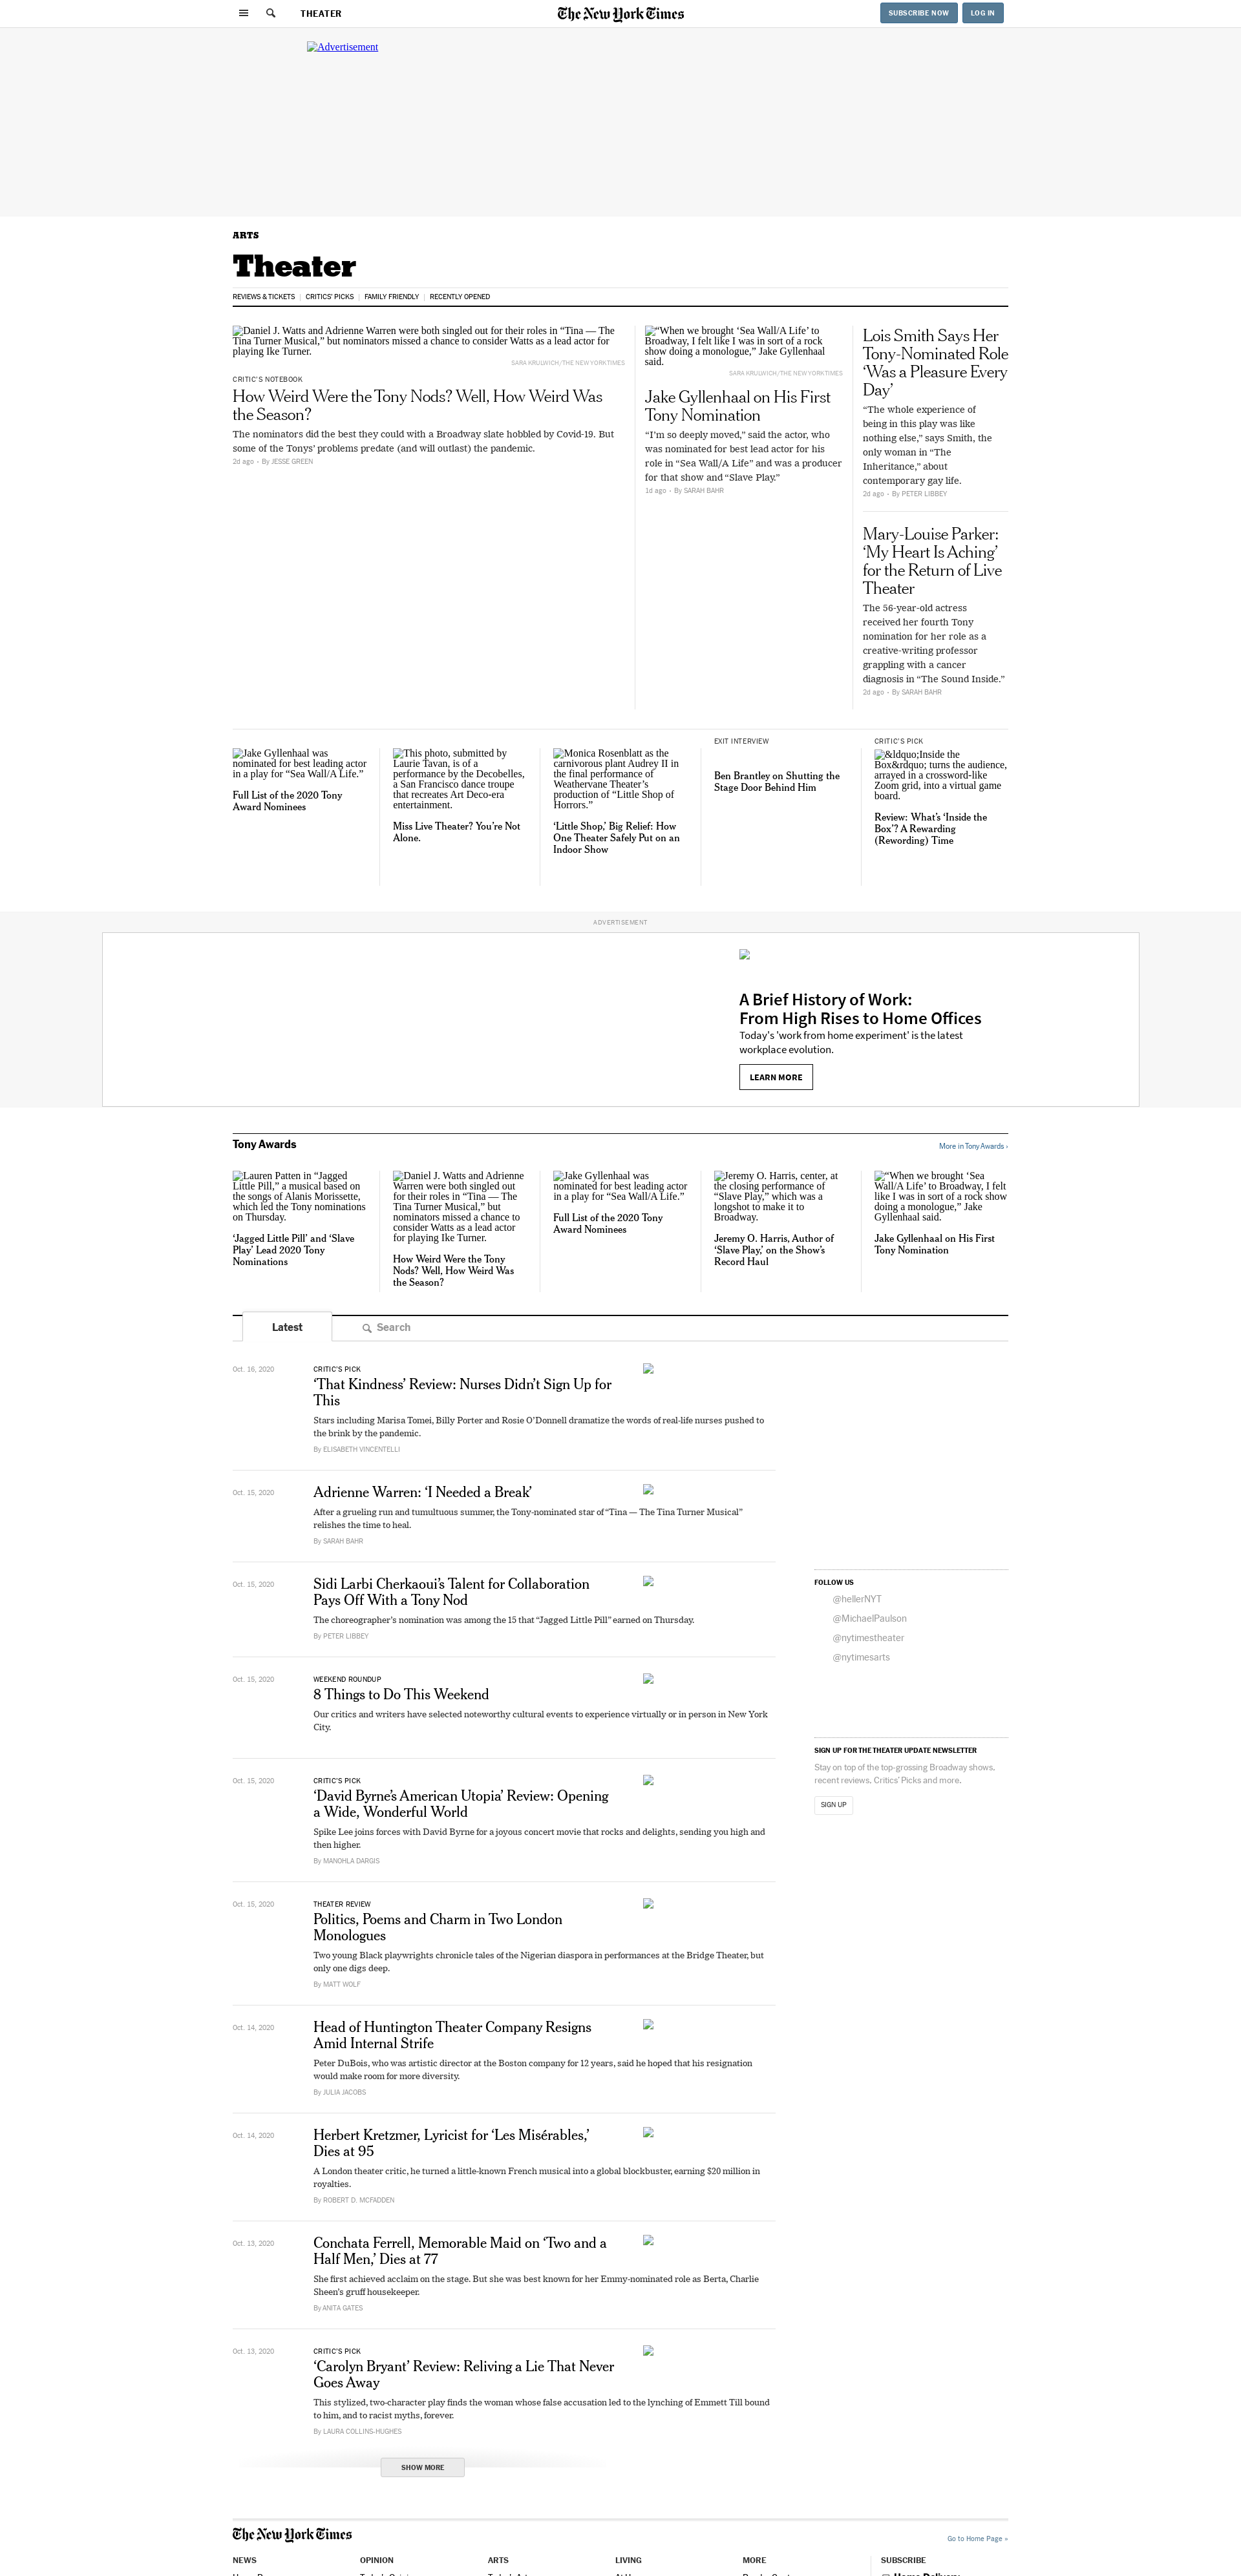 THEATER
The New York Times
SUBSCRIBE NOW
LOG IN
Advertisement
ARTS
Theater
REVIEWS & TICKETS
CRITICS' PICKS
FAMILY FRIENDLY
RECENTLY OPENED
Daniel J. Watts and Adrienne Warren were both singled out for their roles in “Tina — The
Tina Turner Musical,” but nominators missed a chance to consider Watts as a lead actor for
playing Ike Turner.
SARA KRULWICH/THE NEW YORK TIMES
CRITIC'S NOTEBOOK
How Weird Were the Tony Nods? Well, How Weird Was
the Season?
The nominators did the best they could with a Broadway slate hobbled by Covid-19. But
some of the Tonys’ problems predate (and will outlast) the pandemic.
2d ago - By JESSE GREEN
“When we brought ‘Sea Wall/A Life’ to
Broadway, I felt like I was in sort of a rock
show doing a monologue,” Jake Gyllenhaal
said.
SARA KRULWICH/THE NEW YORK TIMES
Jake Gyllenhaal on His First
Tony Nomination
“I’m so deeply moved,” said the actor, who
was nominated for best lead actor for his
role in “Sea Wall/A Life” and was a producer
for that show and “Slave Play.”
1d ago - By SARAH BAHR
Lois Smith Says Her
Tony-Nominated Role
‘Was a Pleasure Every
Day’
“The whole experience of
being in this play was like
nothing else,” says Smith, the
only woman in “The
Inheritance,” about
contemporary gay life.
2d ago - By PETER LIBBEY
Mary-Louise Parker:
‘My Heart Is Aching’
for the Return of Live
Theater
The 56-year-old actress
received her fourth Tony
nomination for her role as a
creative-writing professor
grappling with a cancer
diagnosis in “The Sound Inside.”
2d ago - By SARAH BAHR
Jake Gyllenhaal was
nominated for best leading actor
in a play for “Sea Wall/A Life.”
Full List of the 2020 Tony
Award Nominees
This photo, submitted by
Laurie Tavan, is of a
performance by the Decobelles,
a San Francisco dance troupe
that recreates Art Deco-era
entertainment.
Miss Live Theater? You’re Not
Alone.
Monica Rosenblatt as the
carnivorous plant Audrey II in
the final performance of
Weathervane Theater’s
production of “Little Shop of
Horrors.”
‘Little Shop,’ Big Relief: How
One Theater Safely Put on an
Indoor Show
EXIT INTERVIEW
Ben Brantley on Shutting the
Stage Door Behind Him
CRITIC'S PICK
&ldquo;Inside the
Box&rdquo; turns the audience,
arrayed in a crossword-like
Zoom grid, into a virtual game
board.
Review: What’s ‘Inside the
Box’? A Rewarding
(Rewording) Time
ADVERTISEMENT
A Brief History of Work:
From High Rises to Home Offices
Today's 'work from home experiment' is the latest
workplace evolution.
LEARN MORE
Tony Awards
More in Tony Awards ›
Lauren Patten in “Jagged
Little Pill,” a musical based on
the songs of Alanis Morissette,
which led the Tony nominations
on Thursday.
‘Jagged Little Pill’ and ‘Slave
Play’ Lead 2020 Tony
Nominations
Daniel J. Watts and Adrienne
Warren were both singled out
for their roles in “Tina — The
Tina Turner Musical,” but
nominators missed a chance to
consider Watts as a lead actor
for playing Ike Turner.
How Weird Were the Tony
Nods? Well, How Weird Was
the Season?
Jake Gyllenhaal was
nominated for best leading actor
in a play for “Sea Wall/A Life.”
Full List of the 2020 Tony
Award Nominees
Jeremy O. Harris, center, at
the closing performance of
“Slave Play,” which was a
longshot to make it to
Broadway.
Jeremy O. Harris, Author of
‘Slave Play,’ on the Show’s
Record Haul
“When we brought ‘Sea
Wall/A Life’ to Broadway, I felt
like I was in sort of a rock show
doing a monologue,” Jake
Gyllenhaal said.
Jake Gyllenhaal on His First
Tony Nomination
Latest
Search
Oct. 16, 2020
CRITIC'S PICK
‘That Kindness’ Review: Nurses Didn’t Sign Up for
This
Stars including Marisa Tomei, Billy Porter and Rosie O’Donnell dramatize the words of real-life nurses pushed to
the brink by the pandemic.
By ELISABETH VINCENTELLI
Oct. 15, 2020
Adrienne Warren: ‘I Needed a Break’
After a grueling run and tumultuous summer, the Tony-nominated star of “Tina — The Tina Turner Musical”
relishes the time to heal.
By SARAH BAHR
Oct. 15, 2020
Sidi Larbi Cherkaoui’s Talent for Collaboration
Pays Off With a Tony Nod
The choreographer’s nomination was among the 15 that “Jagged Little Pill” earned on Thursday.
By PETER LIBBEY
Oct. 15, 2020
WEEKEND ROUNDUP
8 Things to Do This Weekend
Our critics and writers have selected noteworthy cultural events to experience virtually or in person in New York
City.
Oct. 15, 2020
CRITIC'S PICK
‘David Byrne’s American Utopia’ Review: Opening
a Wide, Wonderful World
Spike Lee joins forces with David Byrne for a joyous concert movie that rocks and delights, sending you high and
then higher.
By MANOHLA DARGIS
Oct. 15, 2020
THEATER REVIEW
Politics, Poems and Charm in Two London
Monologues
Two young Black playwrights chronicle tales of the Nigerian diaspora in performances at the Bridge Theater, but
only one digs deep.
By MATT WOLF
Oct. 14, 2020
Head of Huntington Theater Company Resigns
Amid Internal Strife
Peter DuBois, who was artistic director at the Boston company for 12 years, said he hoped that his resignation
would make room for more diversity.
By JULIA JACOBS
Oct. 14, 2020
Herbert Kretzmer, Lyricist for ‘Les Misérables,’
Dies at 95
A London theater critic, he turned a little-known French musical into a global blockbuster, earning $20 million in
royalties.
By ROBERT D. MCFADDEN
Oct. 13, 2020
Conchata Ferrell, Memorable Maid on ‘Two and a
Half Men,’ Dies at 77
She first achieved acclaim on the stage. But she was best known for her Emmy-nominated role as Berta, Charlie
Sheen’s gruff housekeeper.
By ANITA GATES
Oct. 13, 2020
CRITIC'S PICK
‘Carolyn Bryant’ Review: Reliving a Lie That Never
Goes Away
This stylized, two-character play finds the woman whose false accusation led to the lynching of Emmett Till bound
to him, and to racist myths, forever.
By LAURA COLLINS-HUGHES
SHOW MORE
FOLLOW US
@hellerNYT
@MichaelPaulson
@nytimestheater
@nytimesarts
SIGN UP FOR THE THEATER UPDATE NEWSLETTER
Stay on top of the top-grossing Broadway shows,
recent reviews, Critics' Picks and more.
SIGN UP
The New York Times
Go to Home Page »
NEWS
OPINION
ARTS
LIVING
MORE
SUBSCRIBE